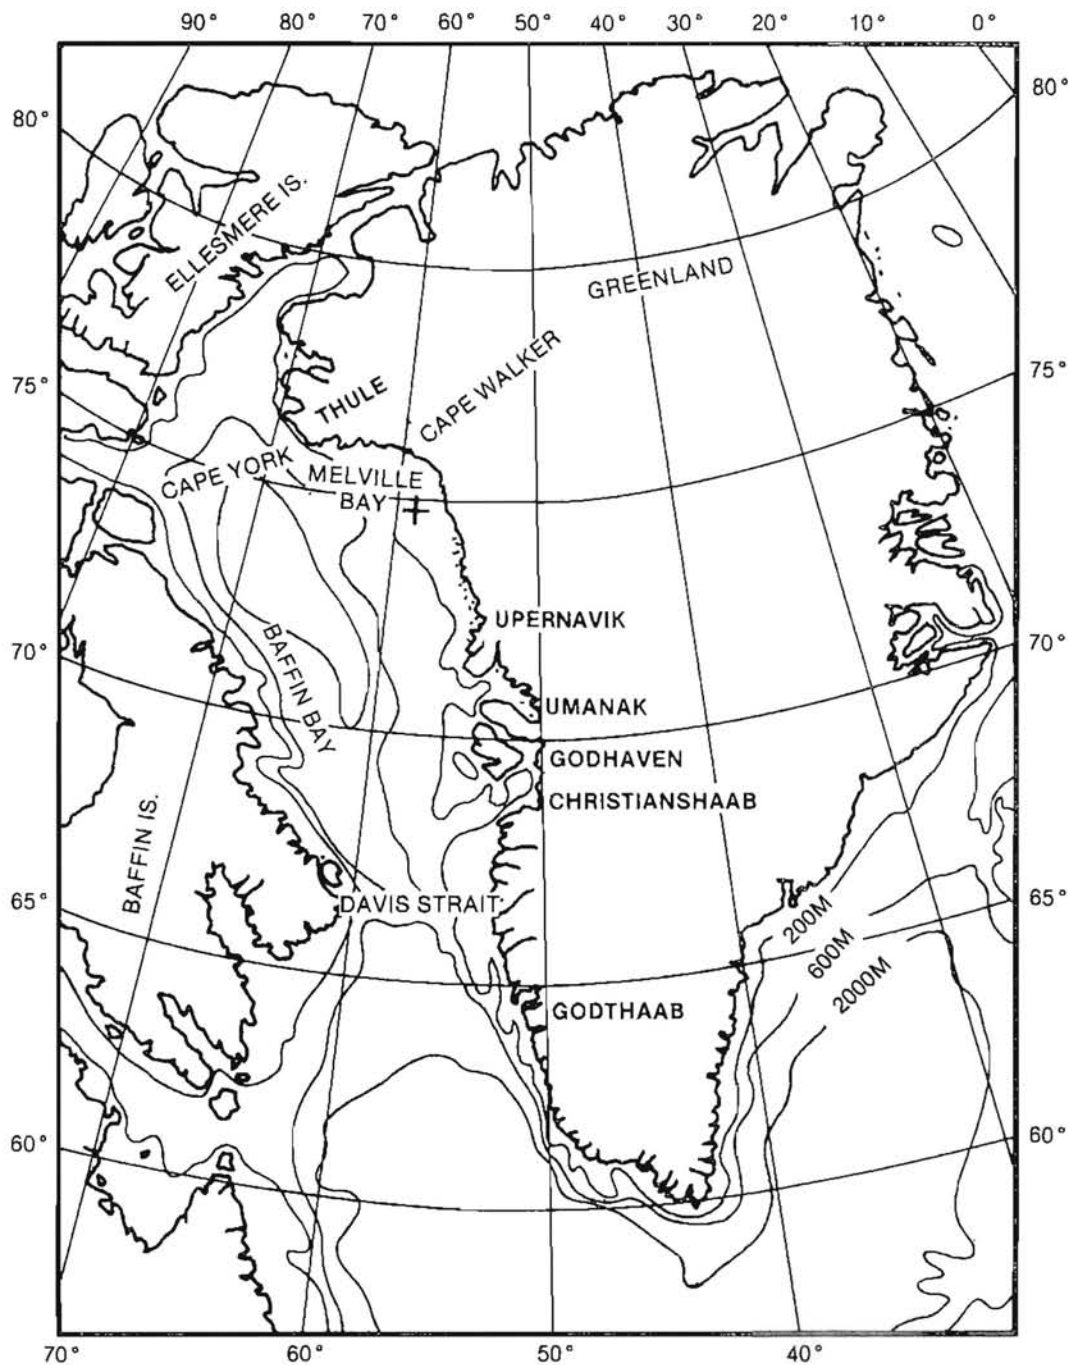 90° 80° 70° 60° 50° 40° 30° 20° 10° 0°
80° 80°
ELLESMERE IS.
GREENLAND
75° 75°
CAPE WALKER
THULE
CAPE YORK
MELVILLE
BAY
UPERNAVIK
70° 70°
BAFFIN BAY
UMANAK
GODHAVEN
CHRISTIANSHAAB
BAFFIN IS.
65° 65°
DAVIS STRAIT
200M
600M
2000M
GODTHAAB
60° 60°
70° 60° 50° 40°